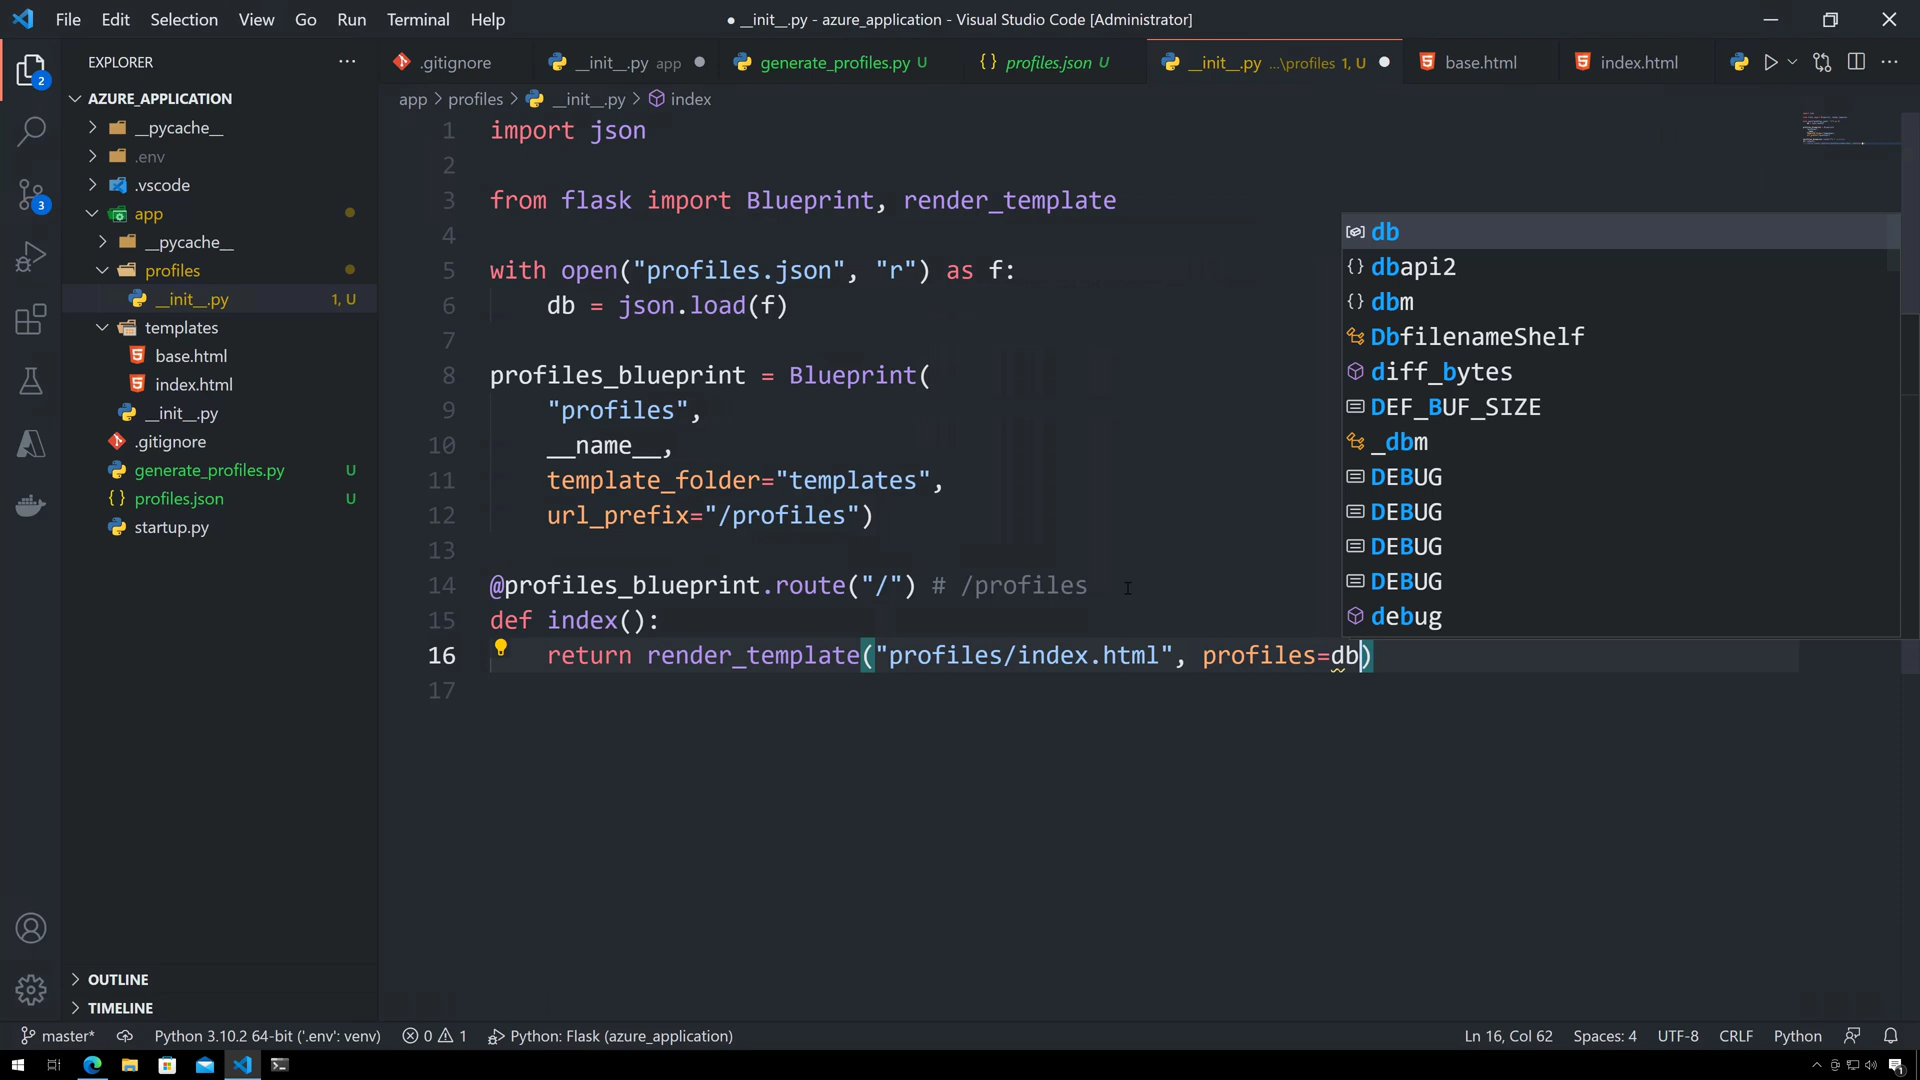 File Edit Selection View Go Run Terminal Help
● __init__.py - azure_application - Visual Studio Code [Administrator]
EXPLORER
.gitignore
__init__.py app
generate_profiles.py U
{} profiles.json U
__init__.py ...\profiles 1, U
base.html
index.html
app > profiles > __init__.py > index
AZURE_APPLICATION
__pycache__
.env
.vscode
app
__pycache__
profiles
__init__.py 1, U
templates
base.html
index.html
__init__.py
.gitignore
generate_profiles.py U
{} profiles.json U
startup.py
OUTLINE
TIMELINE
2
3
1 import json
2
3 from flask import Blueprint, render_template
4
5 with open("profiles.json", "r") as f:
6 db = json.load(f)
7
8 profiles_blueprint = Blueprint(
9 "profiles",
10 __name__,
11 template_folder="templates",
12 url_prefix="/profiles")
13
14 @profiles_blueprint.route("/") # /profiles
15 def index():
16 return render_template("profiles/index.html", profiles=db)
17
db
{} dbapi2
{} dbm
DbfilenameShelf
diff_bytes
DEF_BUF_SIZE
_dbm
DEBUG
DEBUG
DEBUG
DEBUG
debug
master* Python 3.10.2 64-bit ('.env': venv) 0 1 Python: Flask (azure_application) Ln 16, Col 62 Spaces: 4 UTF-8 CRLF Python
1